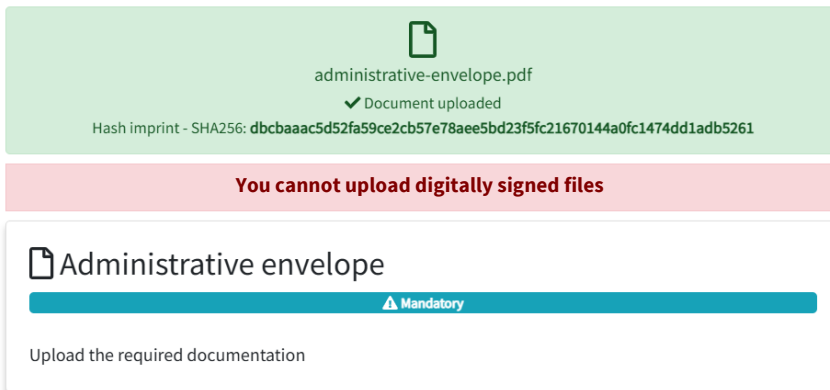 administrative-envelope.pdf
Document uploaded
Hash imprint - SHA256: dbcbaaac5d52fa59ce2cb57e78aee5bd23f5fc21670144a0fc1474dd1adb5261
You cannot upload digitally signed files
Administrative envelope
Mandatory
Upload the required documentation